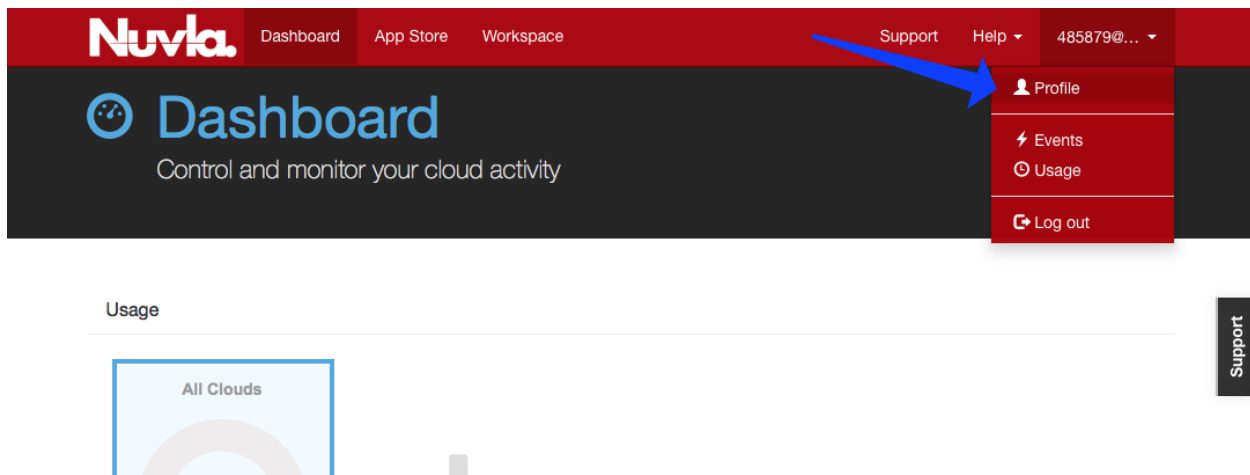 Nuvla. Dashboard App Store Workspace Support Help 485879@...
Profile
Events
Usage
Log out
Dashboard
Control and monitor your cloud activity
Usage
All Clouds
Support